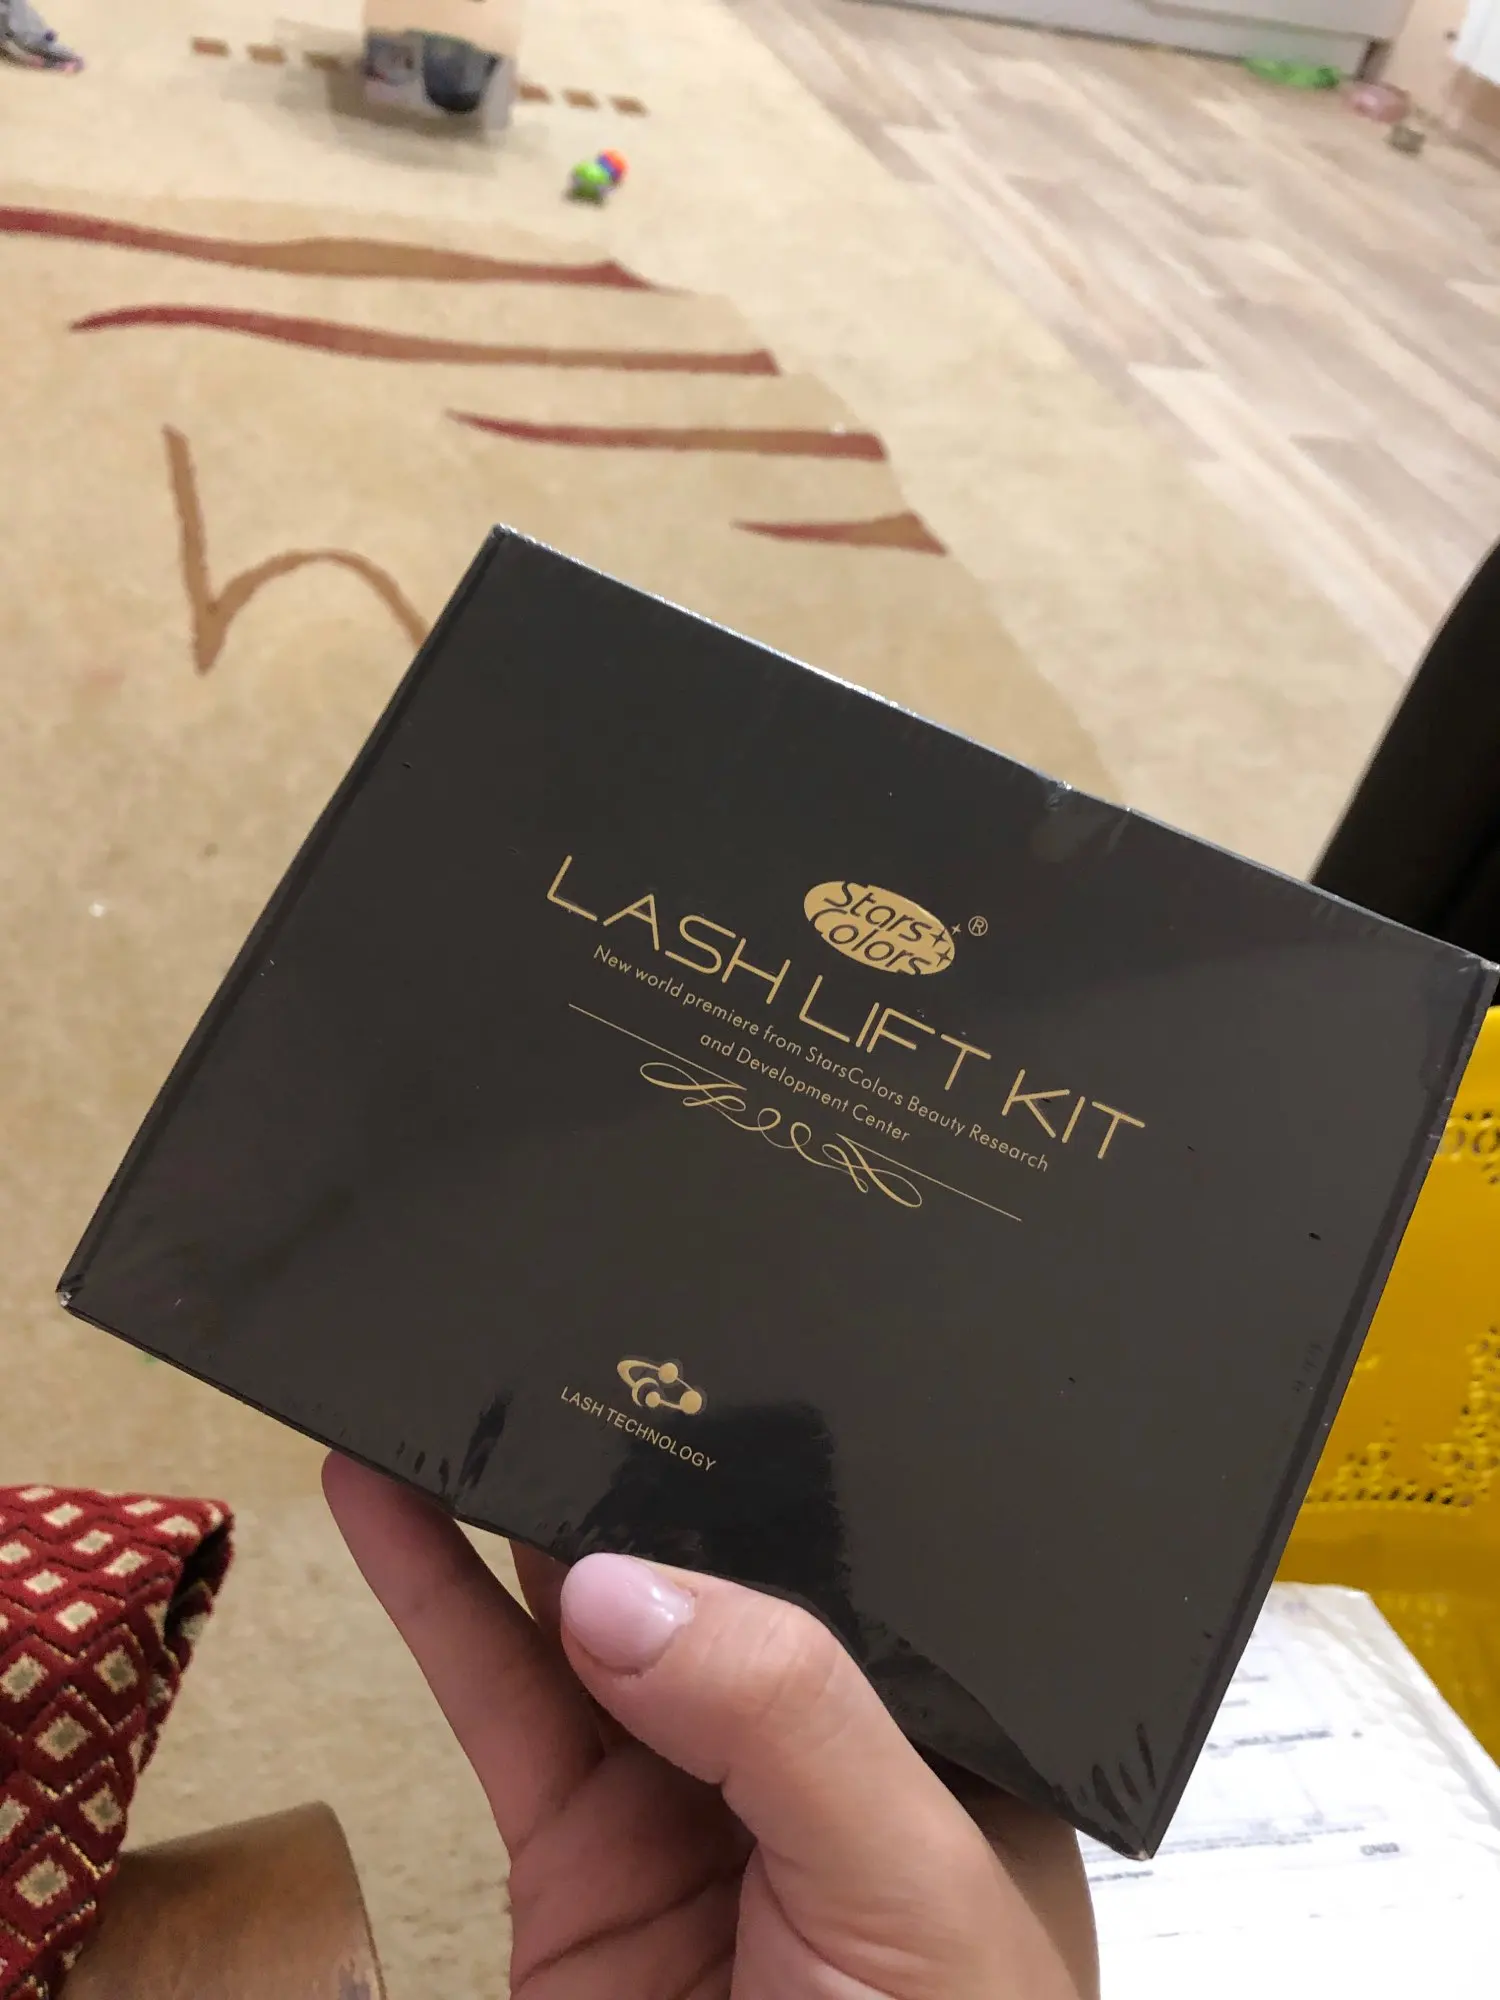 Stars
Colors
®
LASH LIFT KIT
New world premiere from StarsColors Beauty Research
and Development Center
LASH TECHNOLOGY